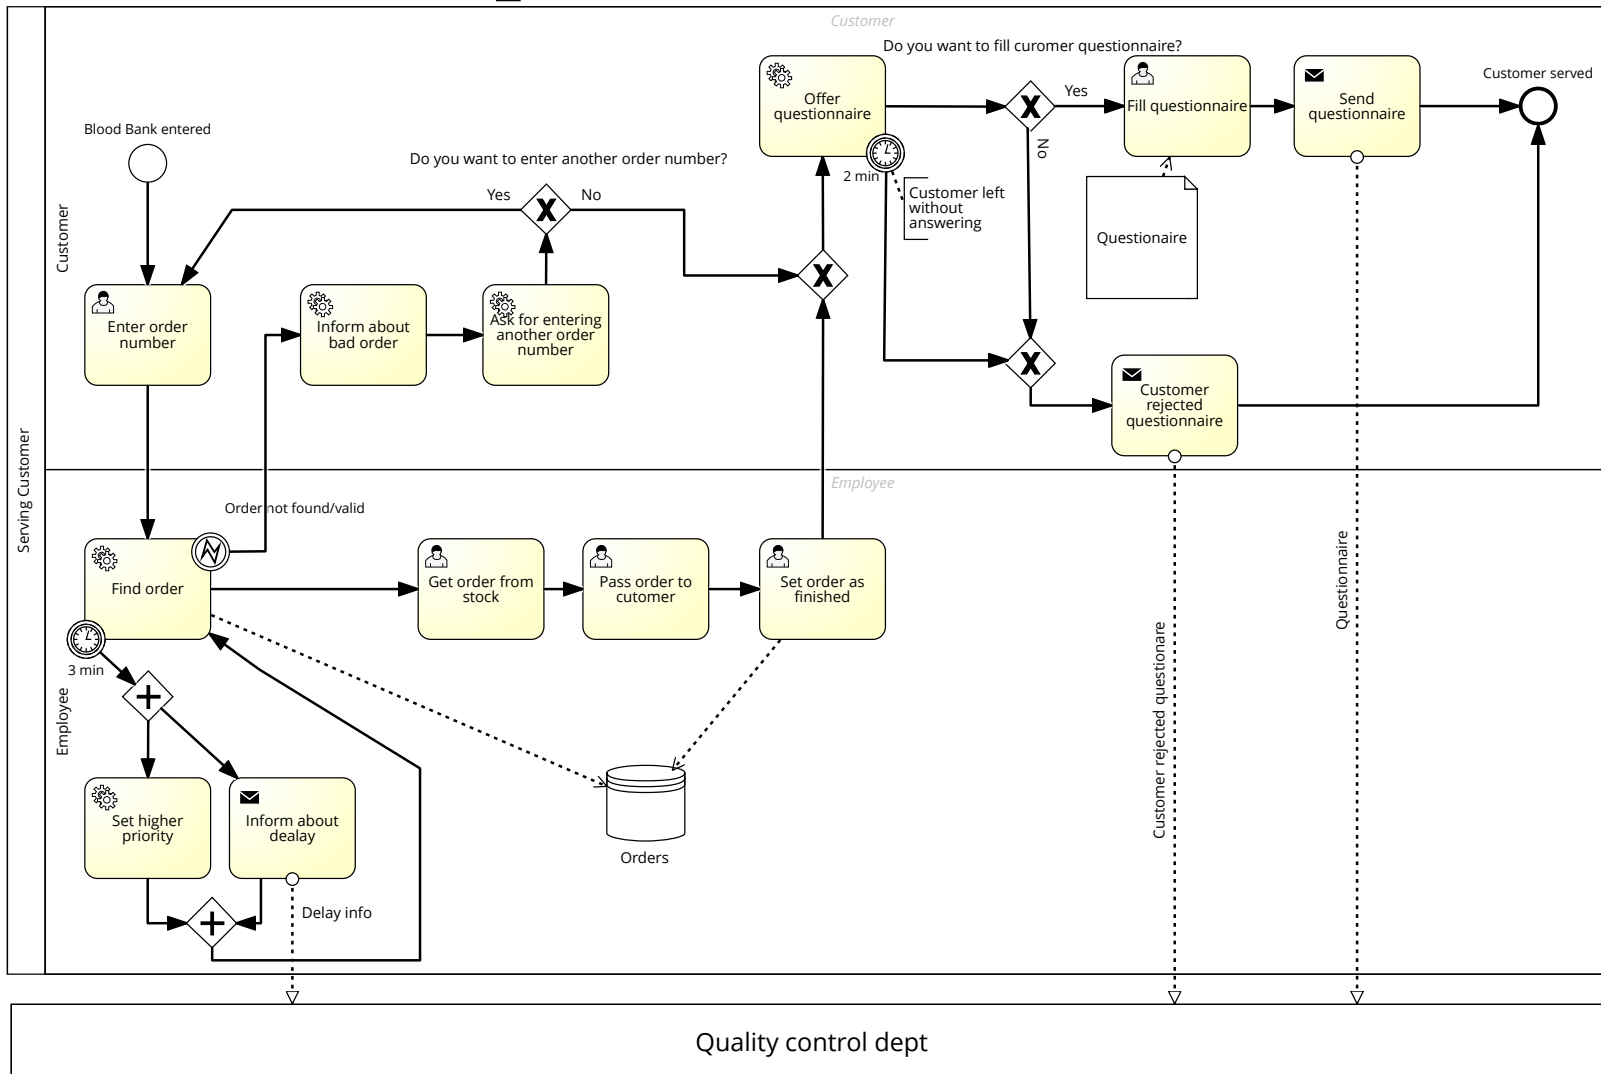 Customer
Do you want to fill curomer questionnaire?
Customer served
Offer
questionnaire
Yes
Fill questionnaire
Send
questionnaire
Blood Bank entered
Do you want to enter another order number?
No
2 min
Customer left
without
answering
Yes
No
Questionaire
Customer
Enter order
number
Inform about
bad order
Ask for entering
another order
number
Customer
rejected
questionnaire
Serving Customer
Employee
Order not found/valid
Find order
Get order from
stock
Pass order to
cutomer
Set order as
finished
Questionnaire
Customer rejected questionare
3 min
Employee
Set higher
priority
Inform about
dealay
Orders
Delay info
Quality control dept